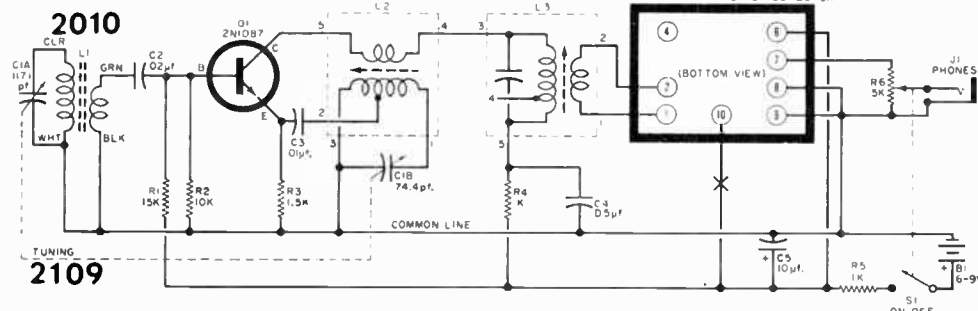 2010
CLR
L1
C1A
(17)
pf
WHT
GRN
BLK
C2
.02µf
Q1
2N1087
B
C
E
5
L2
4
C3
.01µf.
2
3
C1B
74.4pf.
R1
15K
R2
10K
R3
1.5K
3
L3
2
4
5
R4
K
C4
0.5µf
4
6
7
(BOTTOM VIEW)
2
8
1
10
9
R6
5K
J1
PHONES
COMMON LINE
TUNING
2109
C5
10µf.
+
R5
1K
S1
ON-OFF
B1
6-9V
+